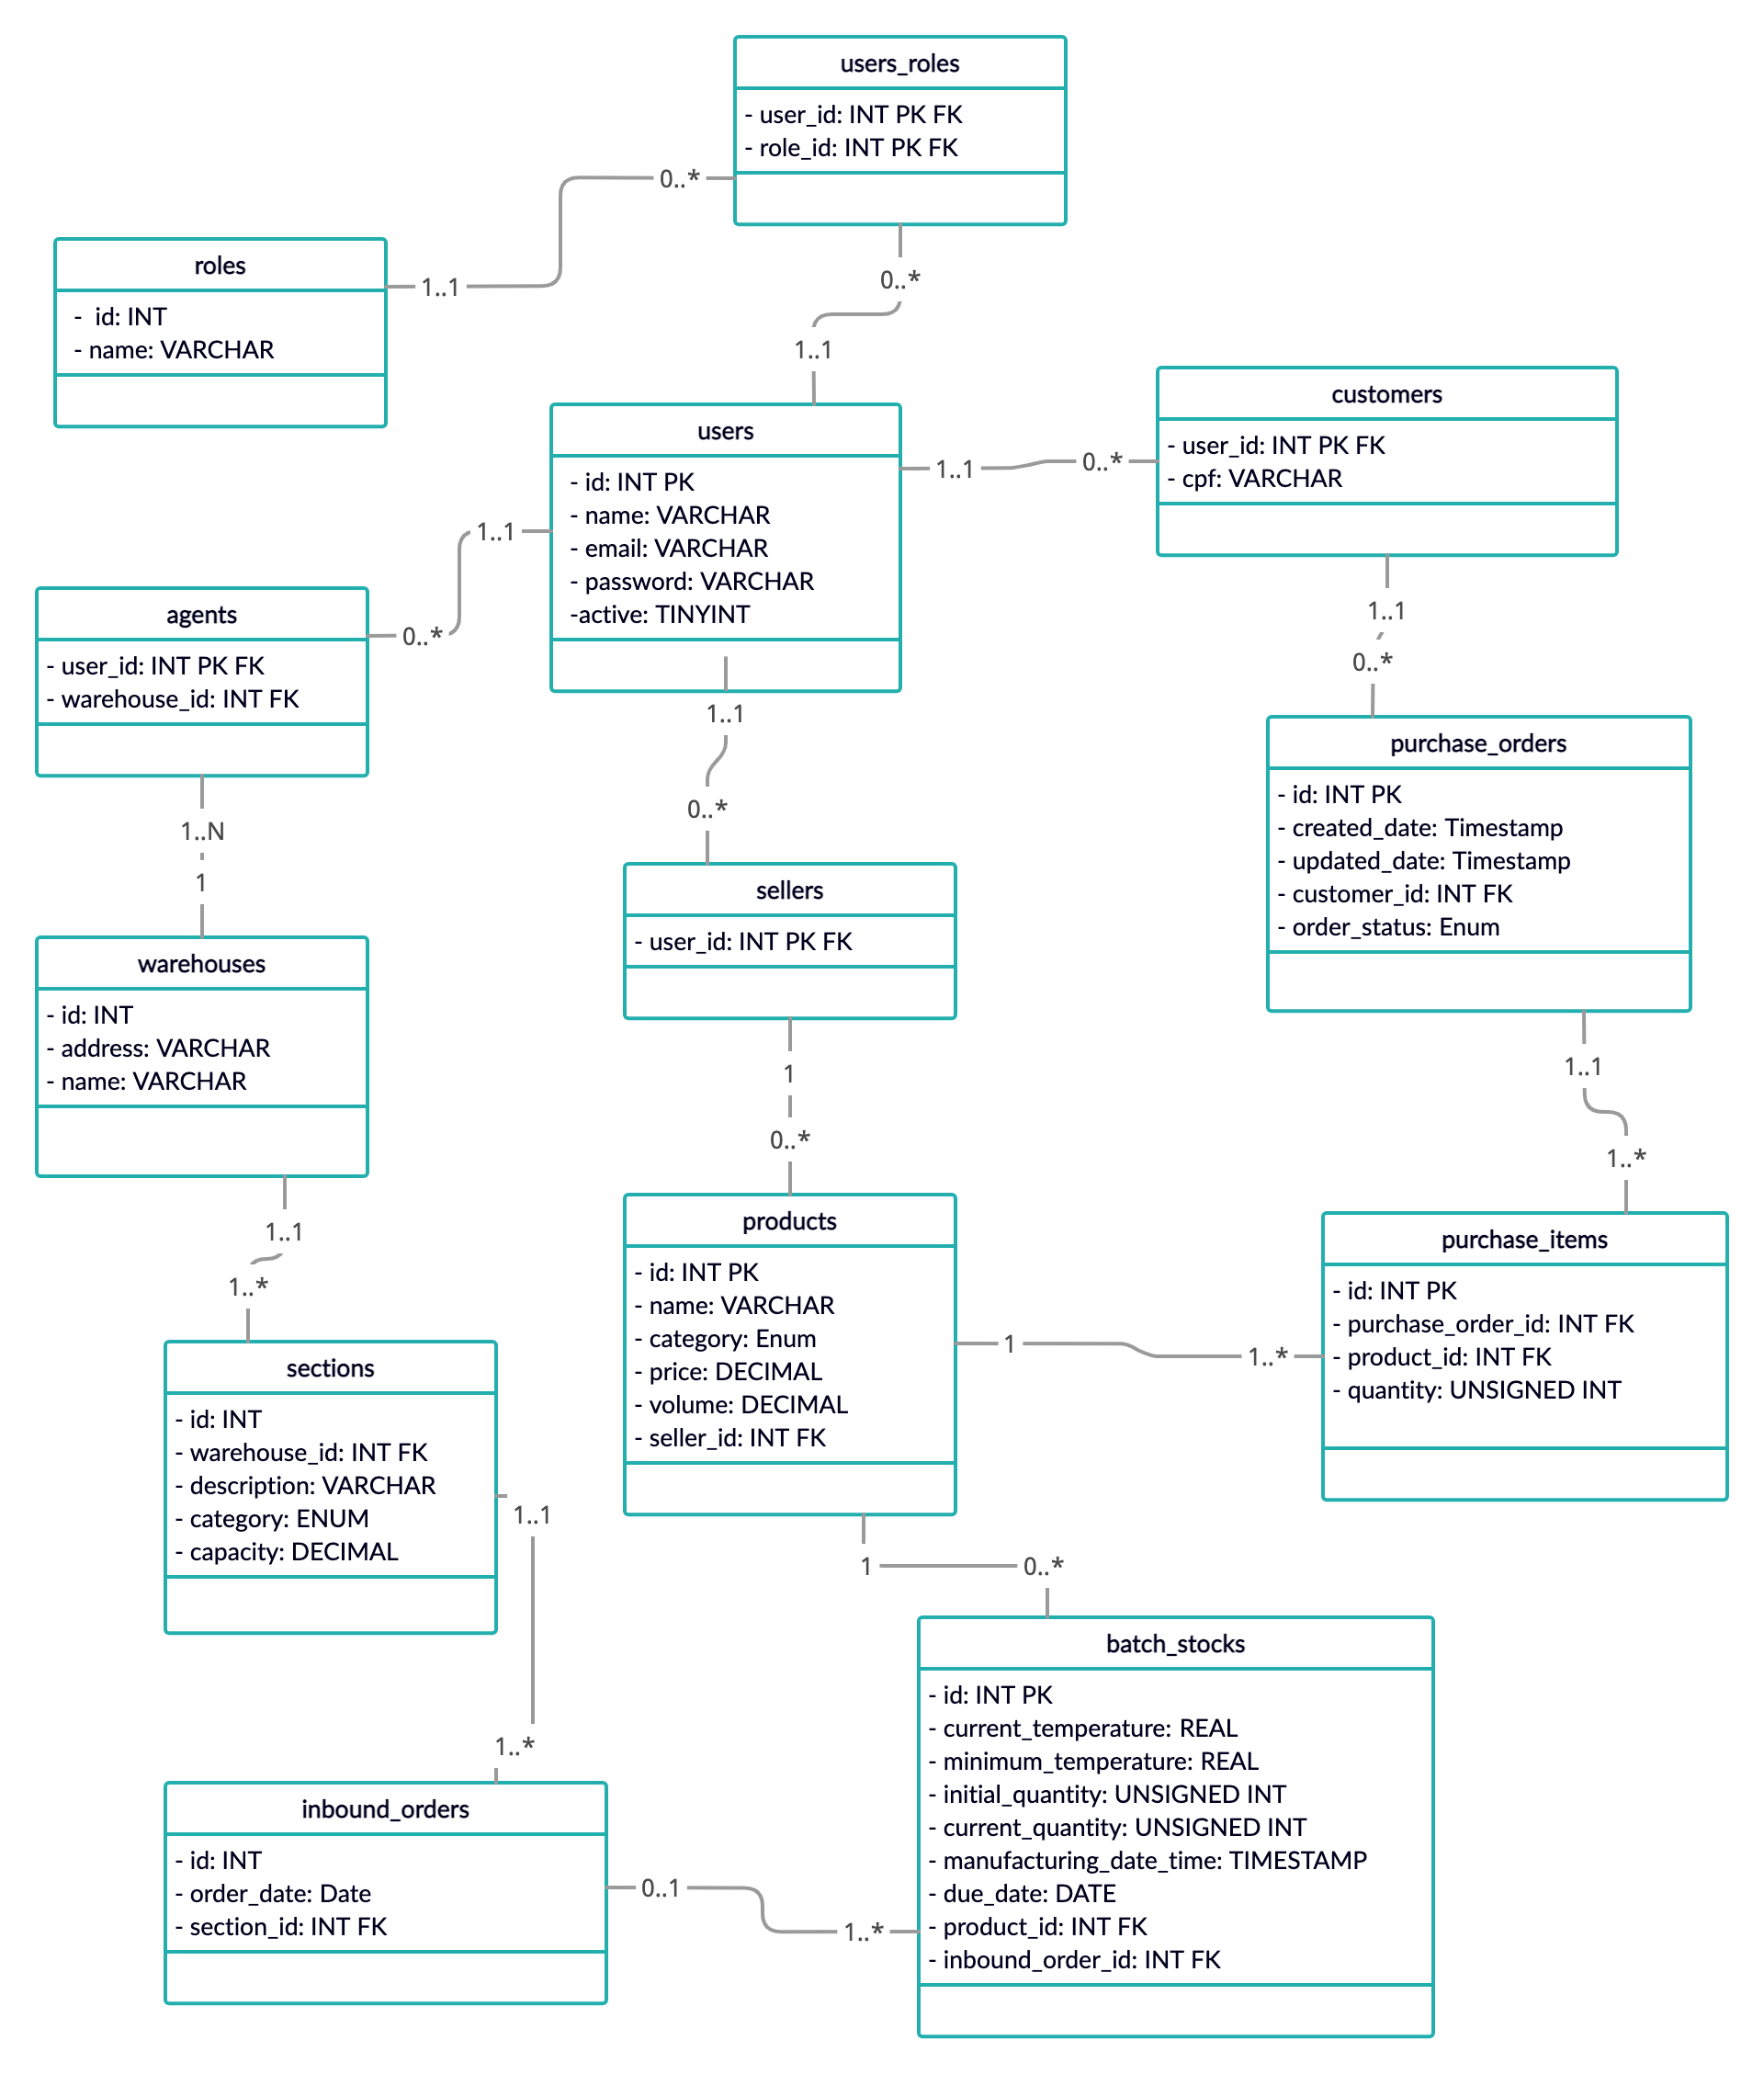 users_roles
- user_id: INT PK FK
- role_id: INT PK FK
0..*
1..1
0..*
1..1
roles
- id: INT
- name: VARCHAR
users
- id: INT PK
- name: VARCHAR
- email: VARCHAR
- password: VARCHAR
-active: TINYINT
1..1
0..*
customers
- user_id: INT PK FK
- cpf: VARCHAR
1..1
0..*
agents
- user_id: INT PK FK
- warehouse_id: INT FK
1..1
0..*
1..1
0..*
purchase_orders
- id: INT PK
- created_date: Timestamp
- updated_date: Timestamp
- customer_id: INT FK
- order_status: Enum
1..N
1
sellers
- user_id: INT PK FK
warehouses
- id: INT
- address: VARCHAR
- name: VARCHAR
1
0..*
1..1
1..*
1..1
1..*
products
- id: INT PK
- name: VARCHAR
- category: Enum
- price: DECIMAL
- volume: DECIMAL
- seller_id: INT FK
1
1..*
purchase_items
- id: INT PK
- purchase_order_id: INT FK
- product_id: INT FK
- quantity: UNSIGNED INT
sections
- id: INT
- warehouse_id: INT FK
- description: VARCHAR
- category: ENUM
- capacity: DECIMAL
1..1
1..*
1
0..*
batch_stocks
- id: INT PK
- current_temperature: REAL
- minimum_temperature: REAL
- initial_quantity: UNSIGNED INT
- current_quantity: UNSIGNED INT
- manufacturing_date_time: TIMESTAMP
- due_date: DATE
- product_id: INT FK
- inbound_order_id: INT FK
inbound_orders
- id: INT
- order_date: Date
- section_id: INT FK
0..1
1..*